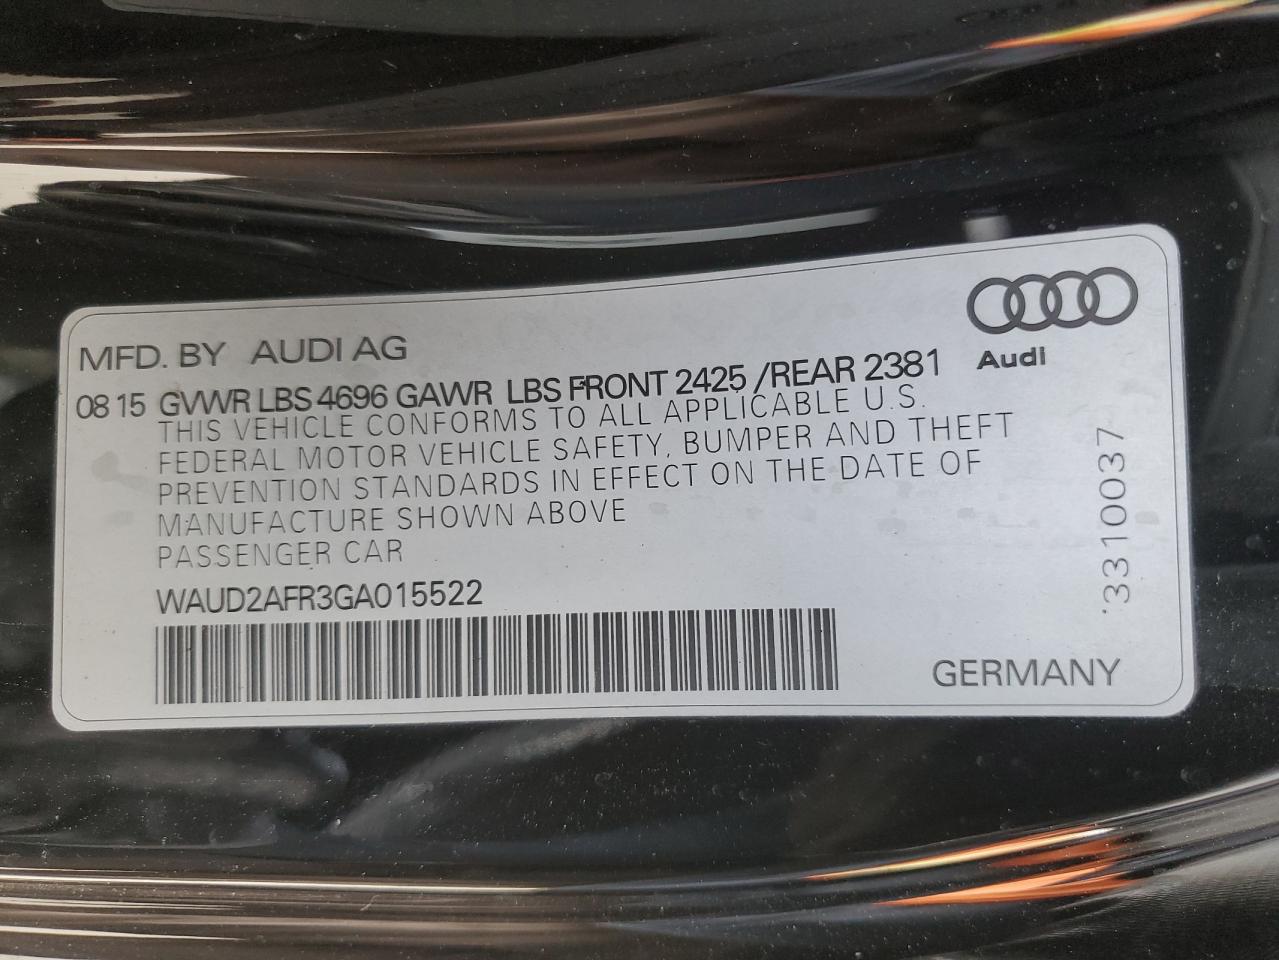 MFD. BY AUDI AG
Audi
08 15 GVWR LBS 4696 GAWR LBS FRONT 2425 /REAR 2381
THIS VEHICLE CONFORMS TO ALL APPLICABLE U.S.
FEDERAL MOTOR VEHICLE SAFETY, BUMPER AND THEFT
PREVENTION STANDARDS IN EFFECT ON THE DATE OF
MANUFACTURE SHOWN ABOVE
PASSENGER CAR
WAUD2AFR3GA015522
GERMANY
3310037